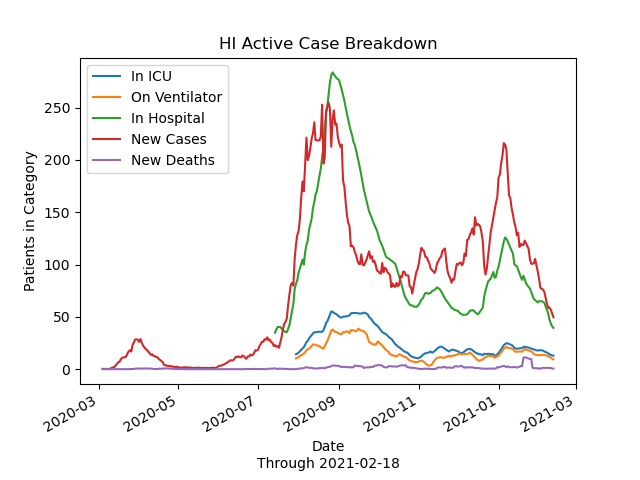 HI Active Case Breakdown
In ICU
On Ventilator
In Hospital
New Cases
New Deaths
Patients in Category
250
200
150
100
50
0
2020-03
2020-05
2020-07
2020-09
2020-11
2021-01
2021-03
Date
Through 2021-02-18